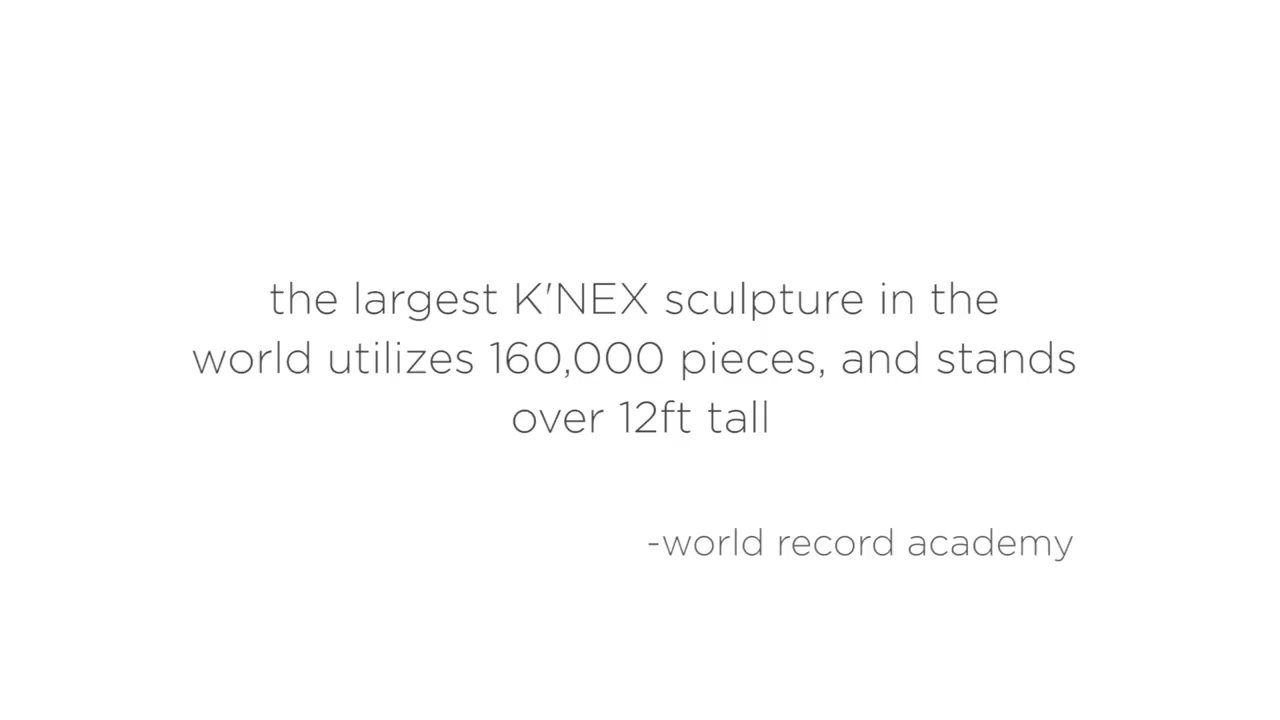 the largest K'NEX sculpture in the
world utilizes 160,000 pieces, and stands
over 12ft tall
-world record academy